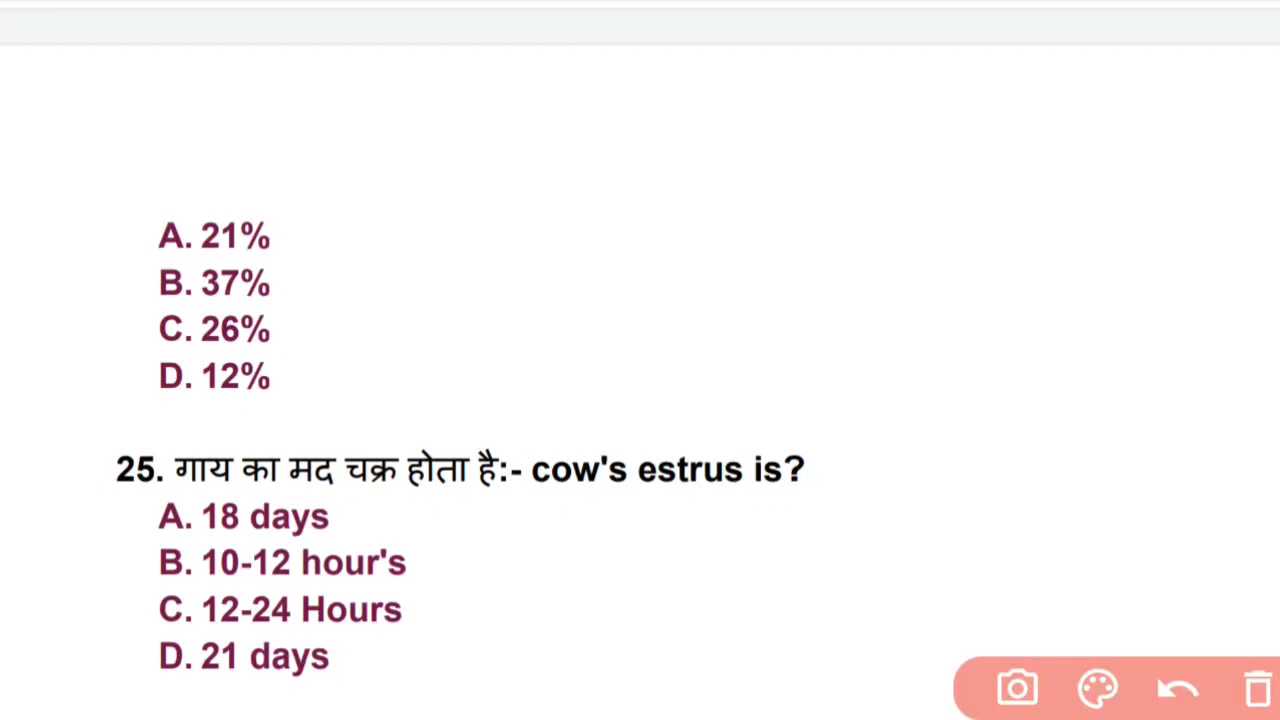 A. 21%
B. 37%
C. 26%
D. 12%
25. गाय का मद चक्र होता है:- cow's estrus is?
A. 18 days
B. 10-12 hour's
C. 12-24 Hours
D. 21 days